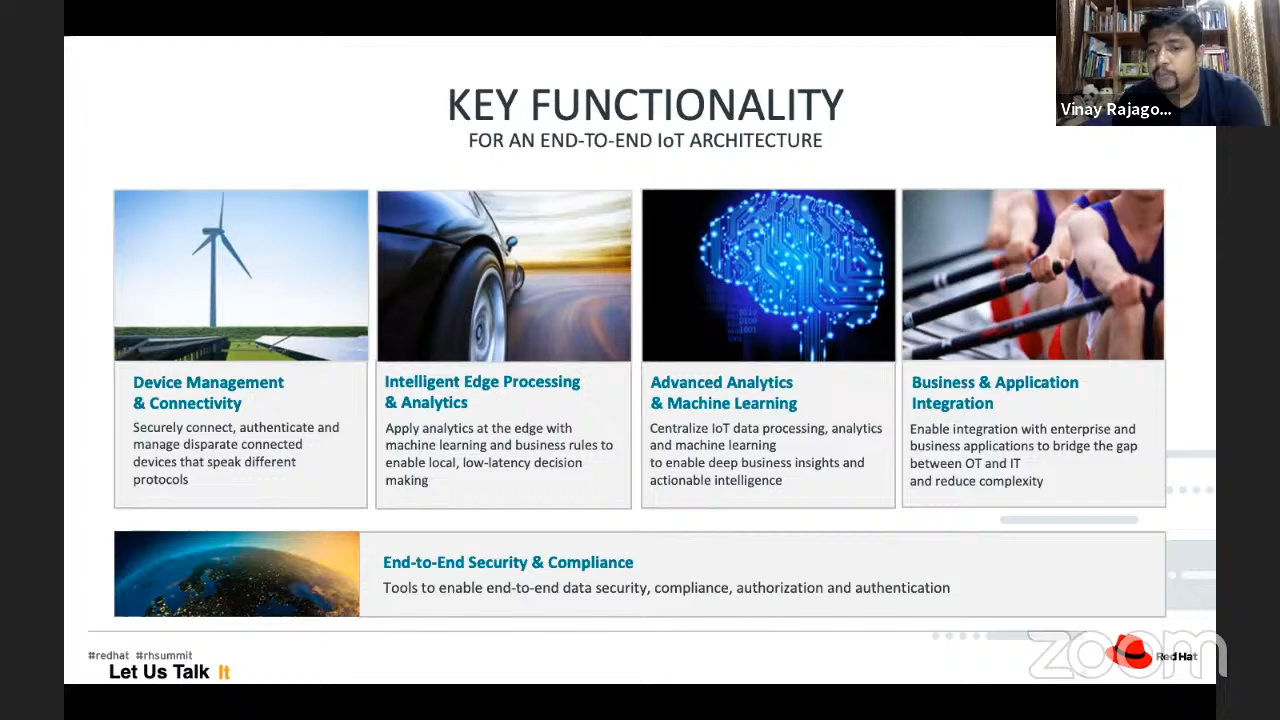 KEY FUNCTIONALITY
FOR AN END-TO-END IoT ARCHITECTURE
Vinay Rajago...
Device Management
& Connectivity
Securely connect, authenticate and
manage disparate connected
devices that speak different
protocols
Intelligent Edge Processing
& Analytics
Apply analytics at the edge with
machine learning and business rules to
enable local, low-latency decision
making
0110
0100
1001
Advanced Analytics
& Machine Learning
Centralize IoT data processing, analytics
and machine learning
to enable deep business insights and
actionable intelligence
Business & Application
Integration
Enable integration with enterprise and
business applications to bridge the gap
between OT and IT
and reduce complexity
End-to-End Security & Compliance
Tools to enable end-to-end data security, compliance, authorization and authentication
#redhat #rhsummit
Let Us Talk It
zoom
Red Hat